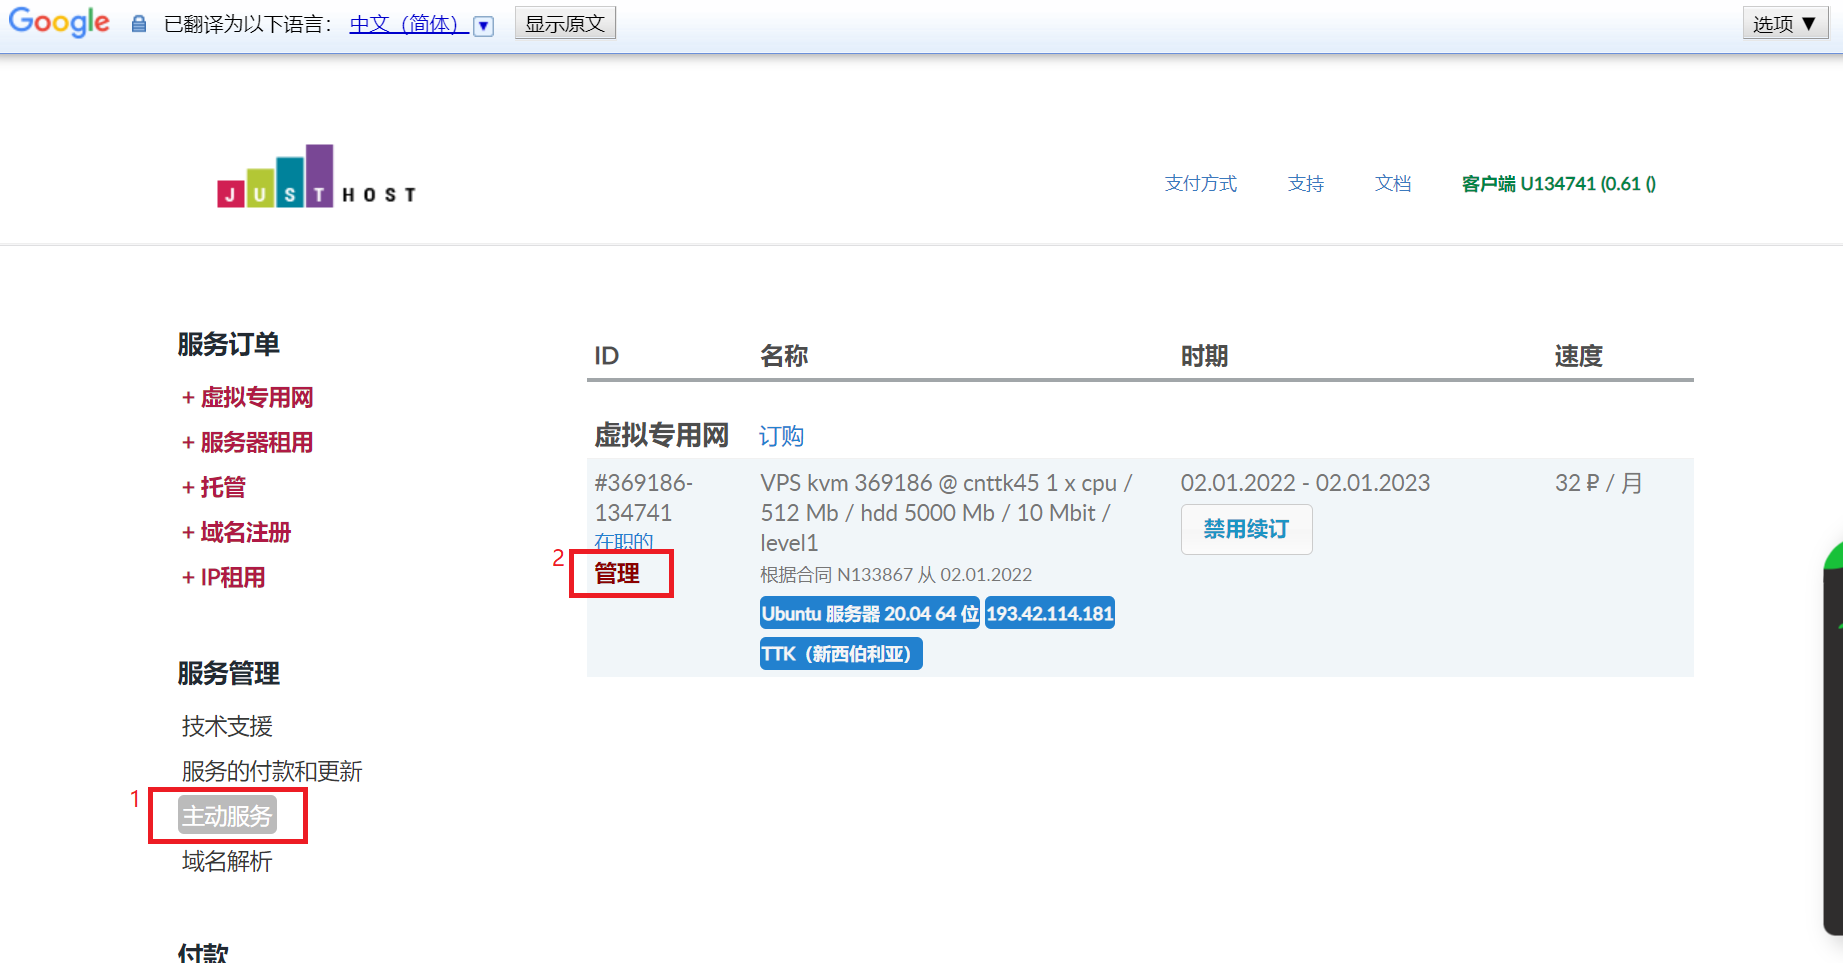 Google 已翻译为以下语言： 中文（简体） 显示原文 选项 ▼
JUST HOST
支付方式 支持 文档 客户端 U134741 (0.61 ()
服务订单
+ 虚拟专用网
+ 服务器租用
+ 托管
+ 域名注册
+ IP租用
服务管理
技术支援
服务的付款和更新
1
主动服务
域名解析
付款
ID 名称 时期 速度
虚拟专用网 订购
#369186-
134741
在职的
2
管理
VPS kvm 369186 @ cnttk45 1 x cpu /
512 Mb / hdd 5000 Mb / 10 Mbit /
level1
根据合同 N133867 从 02.01.2022
Ubuntu 服务器 20.04 64 位 193.42.114.181
TTK（新西伯利亚）
02.01.2022 - 02.01.2023
禁用续订
32 ₽ / 月